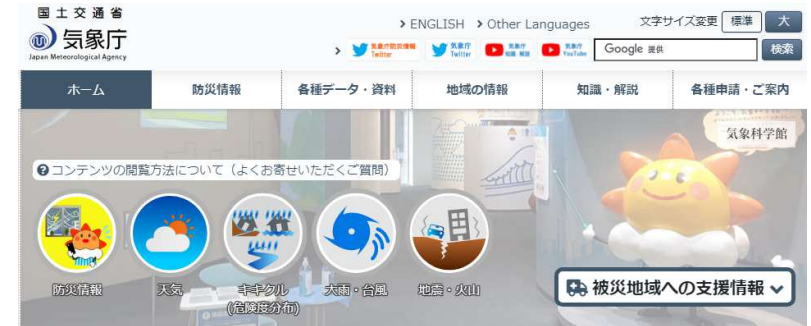 国土交通省
気象庁
Japan Meteorological Agency
> ENGLISH > Other Languages 文字サイズ変更 標準 大
> 気象庁防災情報 Twitter 気象庁 Twitter 気象庁 知識・解説 気象庁 YouTube Google 提供 検索
ホーム 防災情報 各種データ・資料 地域の情報 知識・解説 各種申請・ご案内
気象科学館
コンテンツの閲覧方法について(よくお寄せいただくご質問)
防災情報 天気 キキクル 大雨・台風 地震・火山
(危険度分布)
被災地域への支援情報